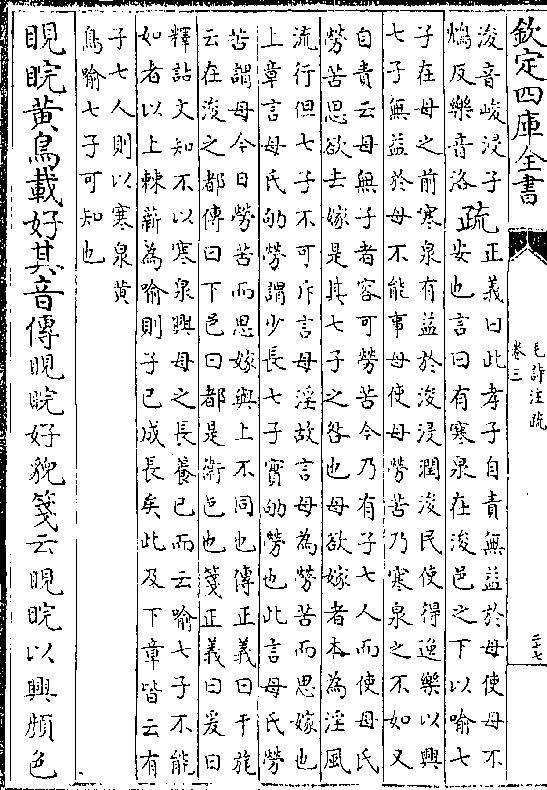 欽定四庫全書
毛詩注疏
卷三
二十七
浚音峻浸子
鴆反樂音洛
疏
正義曰此孝子自責無益於母使母不
安也言曰有寒泉在浚邑之下以喻七
子在母之前寒泉有益於浚浸潤浚民使得逸樂以興
七子無益於母不能事母使母勞苦乃寒泉之不如又
自責云母無子者容可勞苦今乃有子七人而使母氏
勞苦思欲去嫁是其七子之咎也母欲嫁者本為淫風
流行但七子不可斥言母淫故言母為勞苦而思嫁也
上章言母氏劬勞謂少長七子實劬勞也此言母氏勞
苦謂母今日勞苦而思嫁與上不同也傳正義曰干旄
云在浚之都傳曰下邑曰都是衛邑也箋正義曰爰曰
釋詁文知不以寒泉興母之長養己而云喻七子不能
如者以上棘薪為喻則子已成長矣此及下章皆云有
子七人則以寒泉黃
鳥喻七子可知也
睍睆黃鳥載好其音傳睍睆好貌箋云睍睆以興顏色